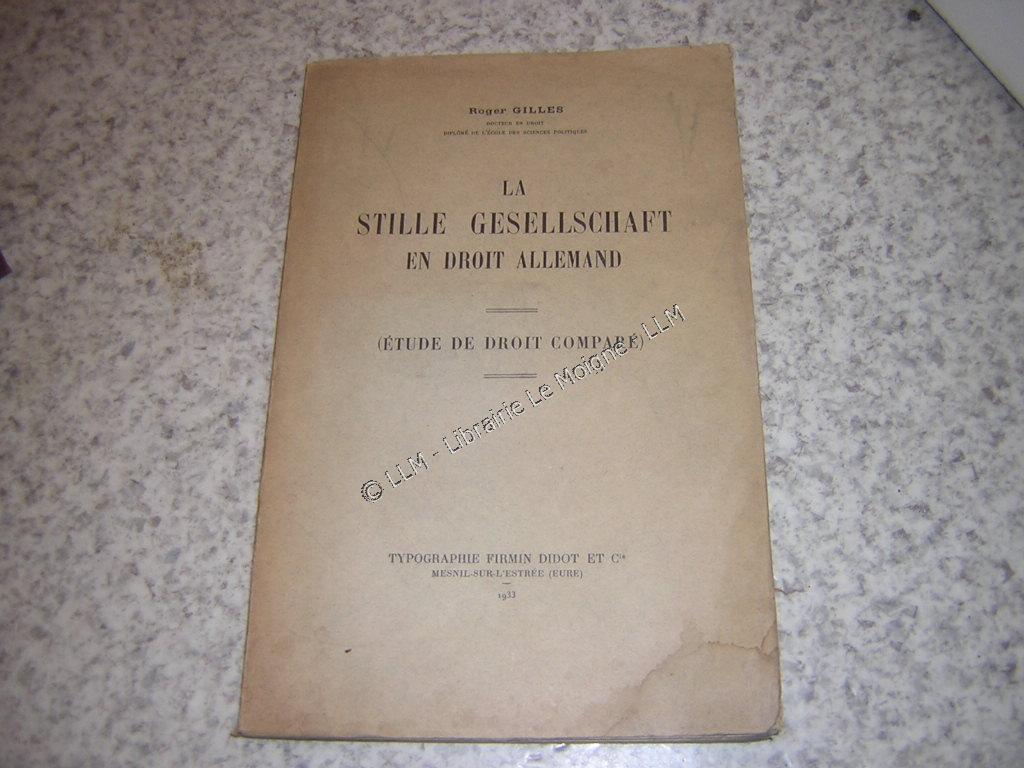 Roger GILLES
DOCTEUR EN DROIT
DIPLÔMÉ DE L'ÉCOLE DES SCIENCES POLITIQUES
LA
STILLE GESELLSCHAFT
EN DROIT ALLEMAND
(ÉTUDE DE DROIT COMPARÉ)
© LLM - Librairie Le Moigne - LLM
TYPOGRAPHIE FIRMIN DIDOT ET Cie
MESNIL-SUR-L'ESTRÉE (EURE)
1933